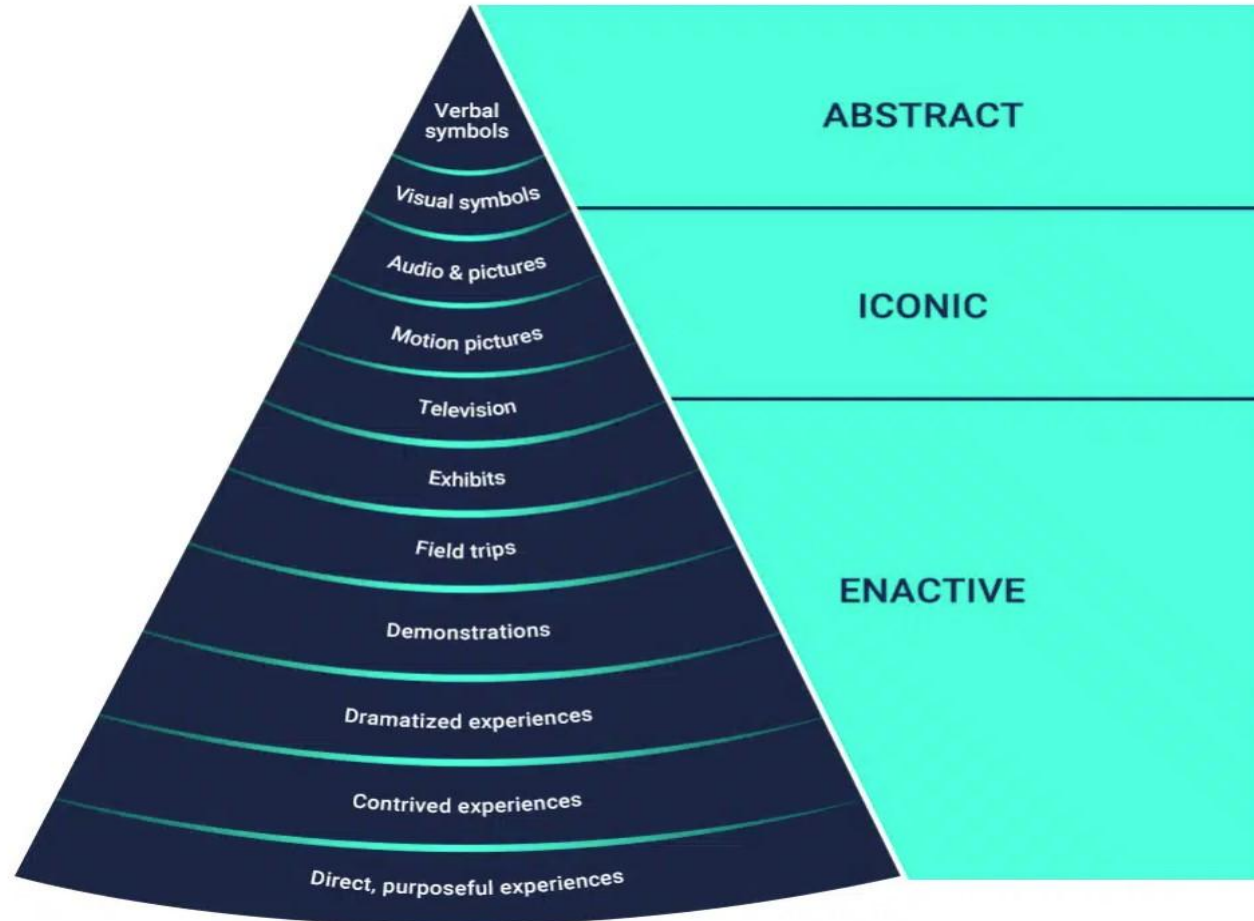 Verbal
symbols
Visual symbols
Audio & pictures
Motion pictures
Television
Exhibits
Field trips
Demonstrations
Dramatized experiences
Contrived experiences
Direct, purposeful experiences
ABSTRACT
ICONIC
ENACTIVE